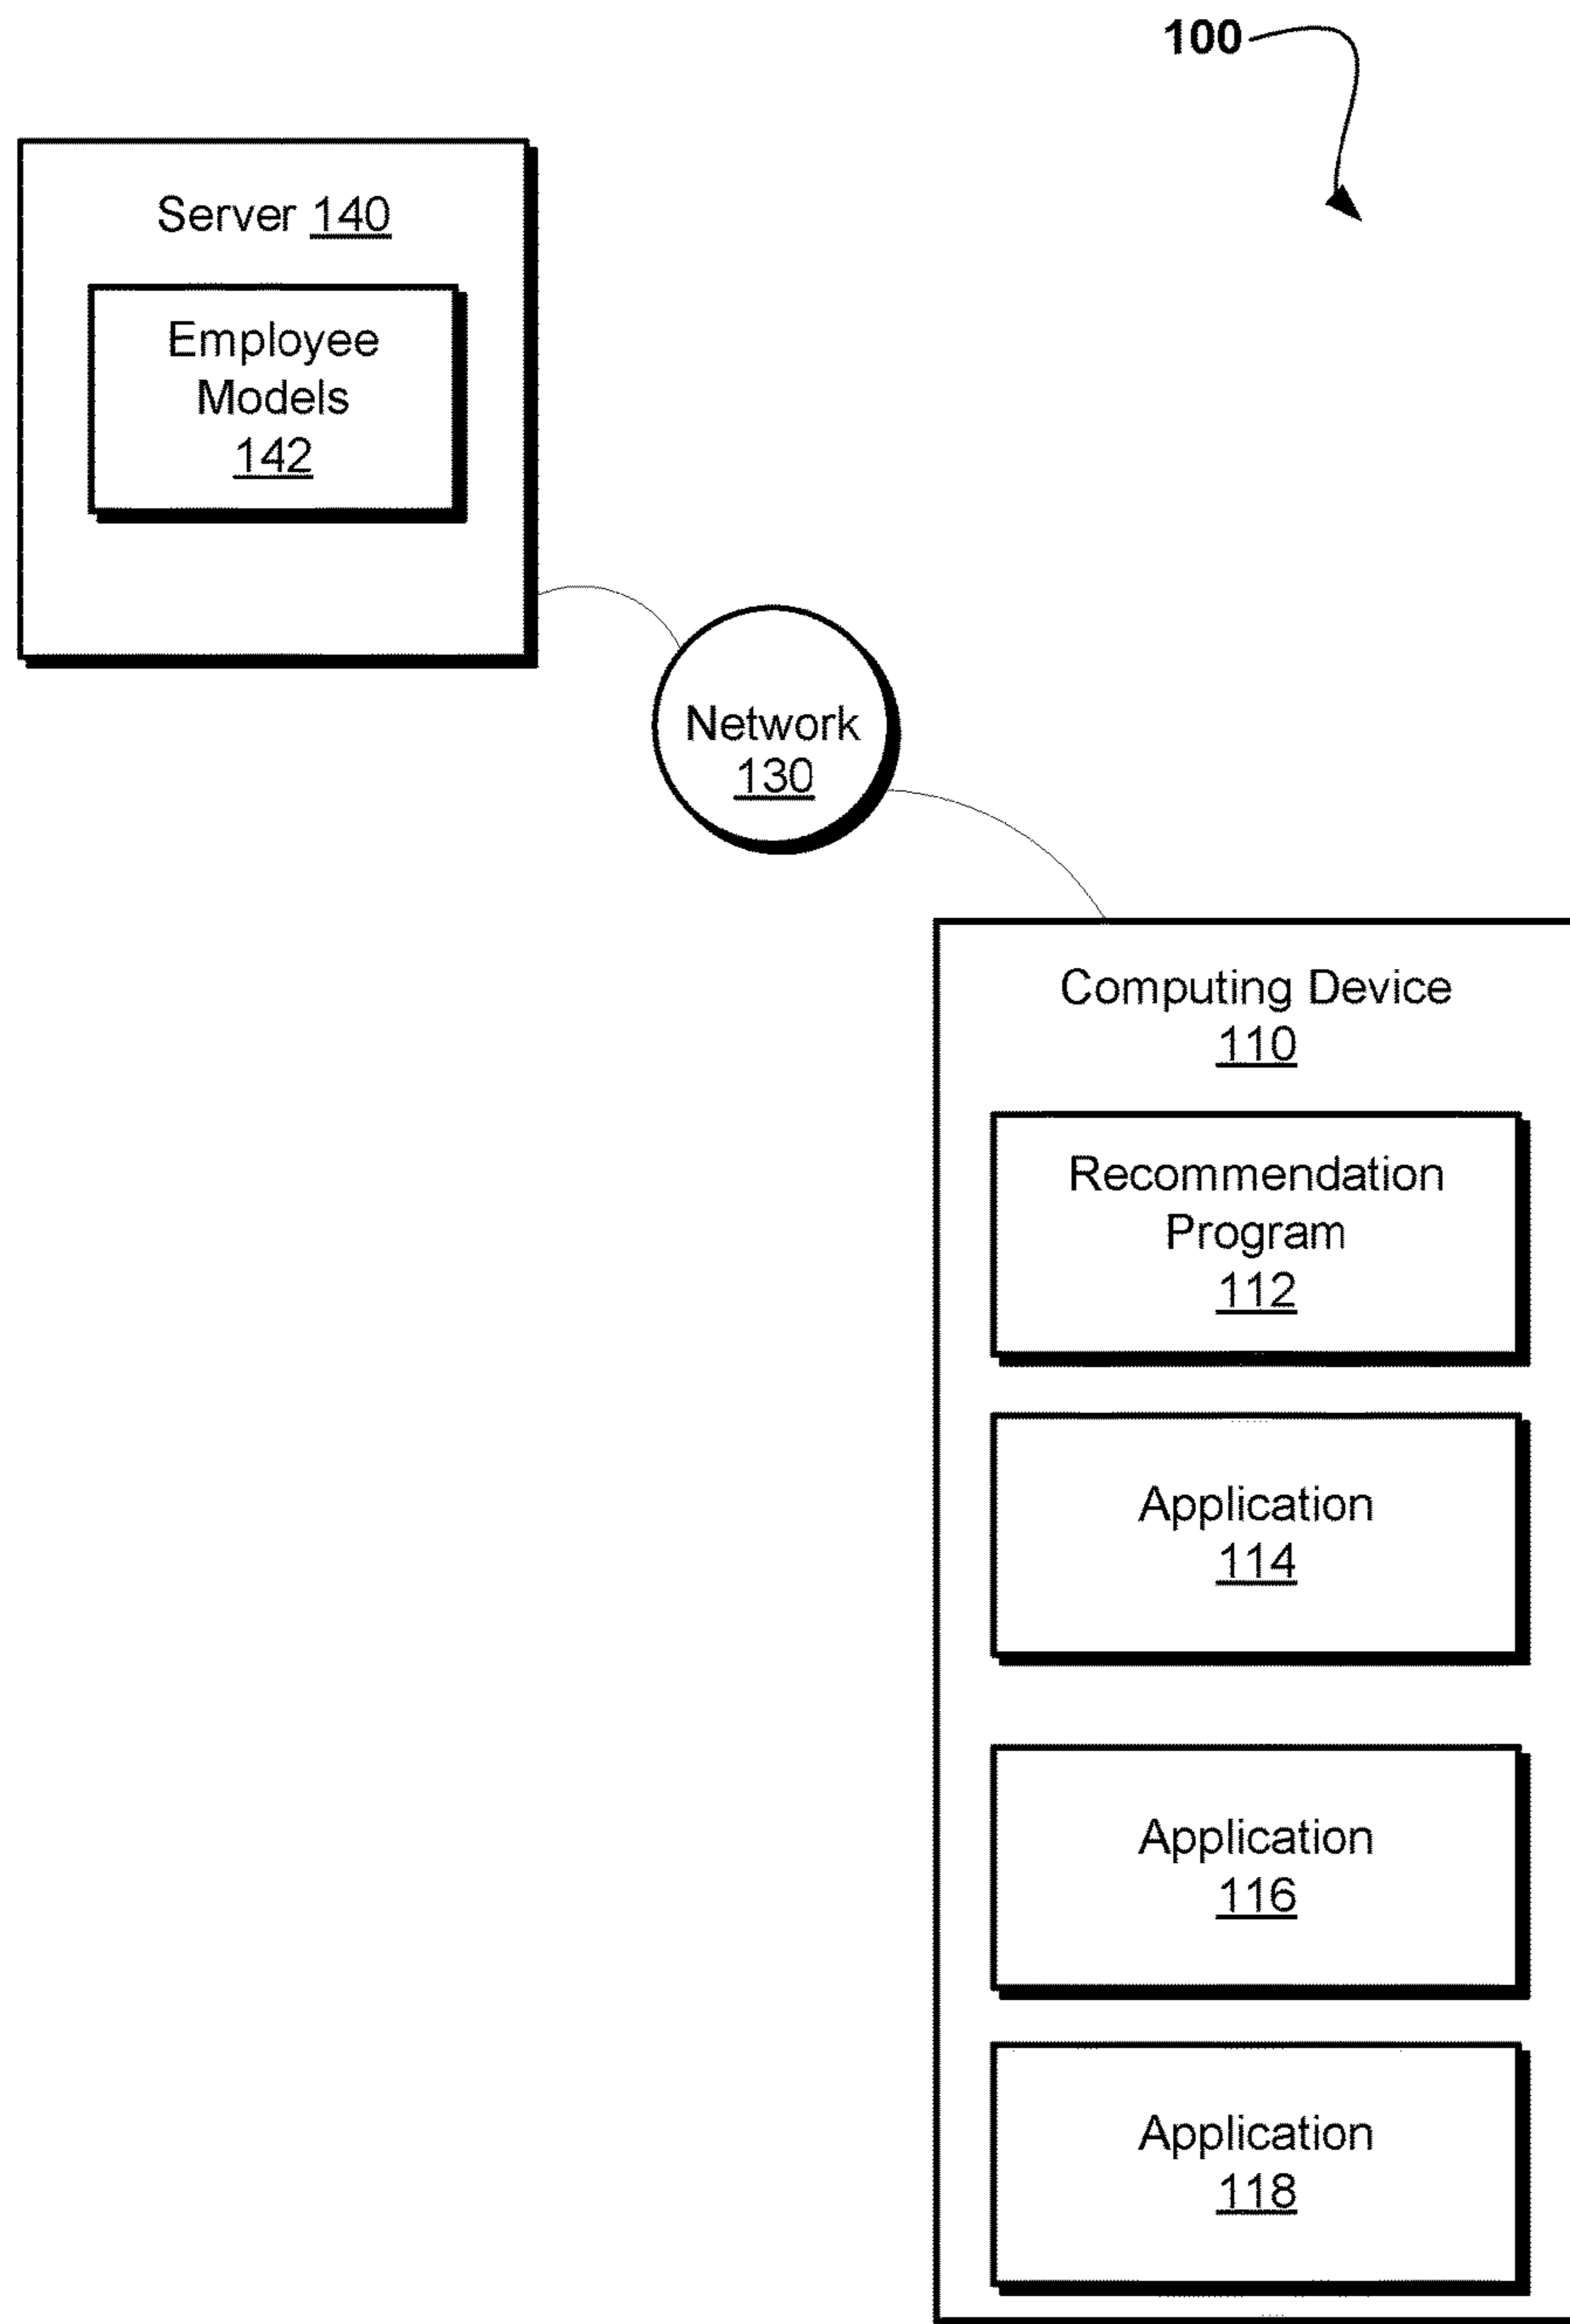 100
Server 140
Employee
Models
142
Network
130
Computing Device
110
Recommendation
Program
112
Application
114
Application
116
Application
118